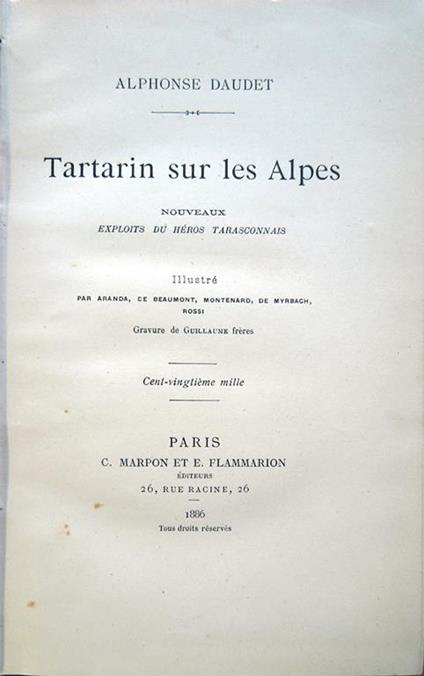 ALPHONSE DAUDET
Tartarin sur les Alpes
NOUVEAUX
EXPLOITS DU HÉROS TARASCONNAIS
Illustré
PAR ARANDA, DE BEAUMONT, MONTENARD, DE MYRBACH,
ROSSI
Gravure de GUILLAUME frères
Cent-vingtième mille
PARIS
C. MARPON ET E. FLAMMARION
ÉDITEURS
26, RUE RACINE, 26
1886
Tous droits réservés